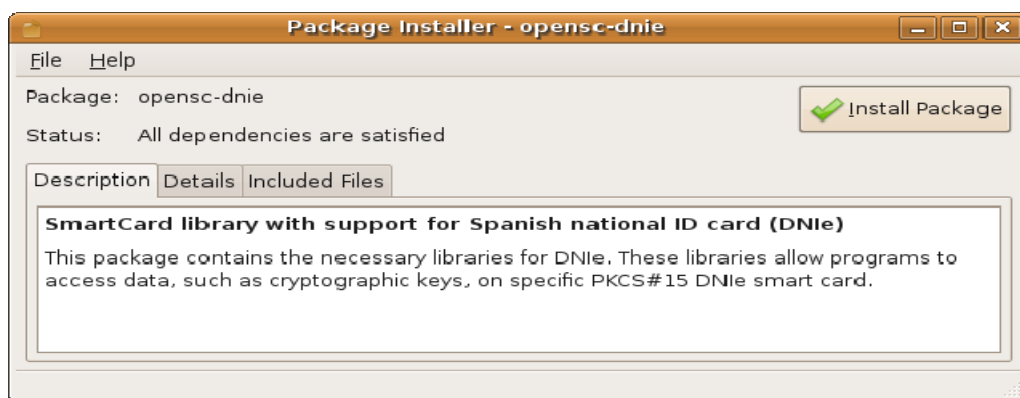 Package Installer - opensc-dnie
File Help
Package: opensc-dnie
Install Package
Status: All dependencies are satisfied
Description Details Included Files
SmartCard library with support for Spanish national ID card (DNIe)
This package contains the necessary libraries for DNIe. These libraries allow programs to
access data, such as cryptographic keys, on specific PKCS#15 DNIe smart card.